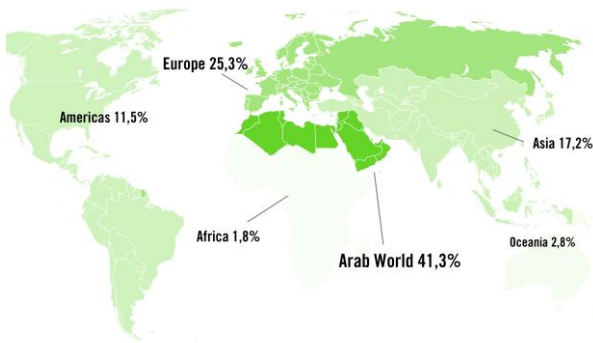 Europe 25,3%
Americas 11,5%
Asia 17,2%
Africa 1,8%
Oceania 2,8%
Arab World 41,3%